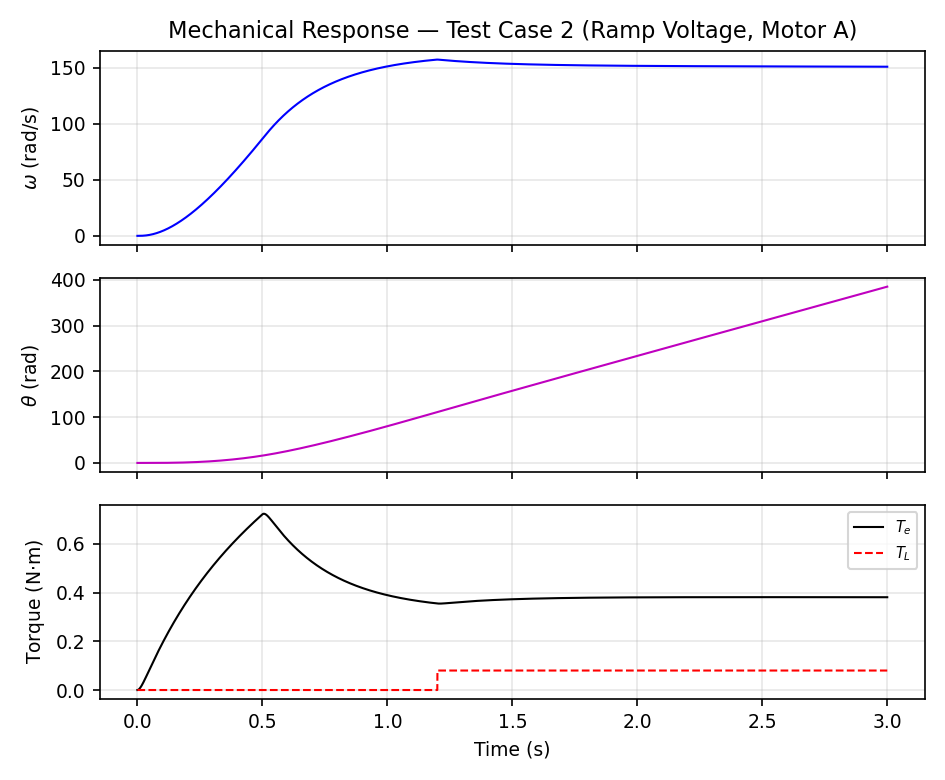 Mechanical Response — Test Case 2 (Ramp Voltage, Motor A)
150
100
50
0
ω (rad/s)
400
300
200
100
0
θ (rad)
0.6
0.4
0.2
0.0
Torque (N·m)
Tₑ
T_L
0.0 0.5 1.0 1.5 2.0 2.5 3.0
Time (s)